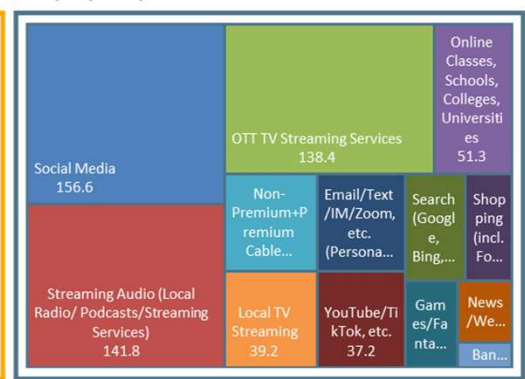 Social Media
156.6
Streaming Audio (Local
Radio/ Podcasts/Streaming
Services)
141.8
OTT TV Streaming Services
138.4
Online
Classes,
Schools,
Colleges,
Universiti
es
51.3
Non-
Premium+P
remium
Cable...
Email/Text
/IM/Zoom,
etc.
(Persona...
Search
(Googl
e,
Bing,...
Shop
ping
(incl.
Fo...
Local TV
Streaming
39.2
YouTube/Ti
kTok, etc.
37.2
Gam
es/Fa
nta...
News
/We...
Ban...